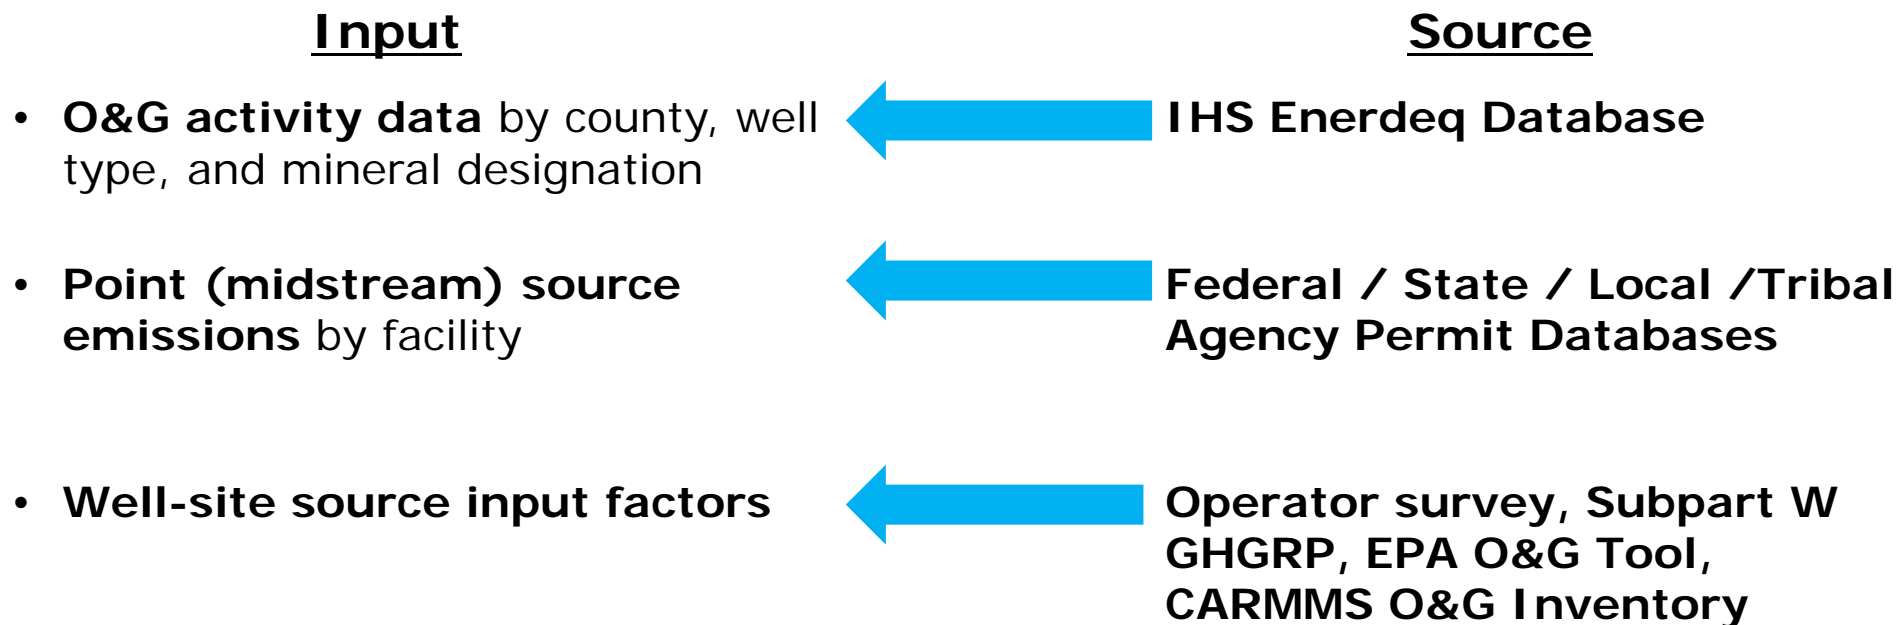 Input
Source
• O&G activity data by county, well
type, and mineral designation
IHS Enerdeq Database
• Point (midstream) source
emissions by facility
Federal / State / Local /Tribal
Agency Permit Databases
• Well-site source input factors
Operator survey, Subpart W
GHGRP, EPA O&G Tool,
CARMMS O&G Inventory